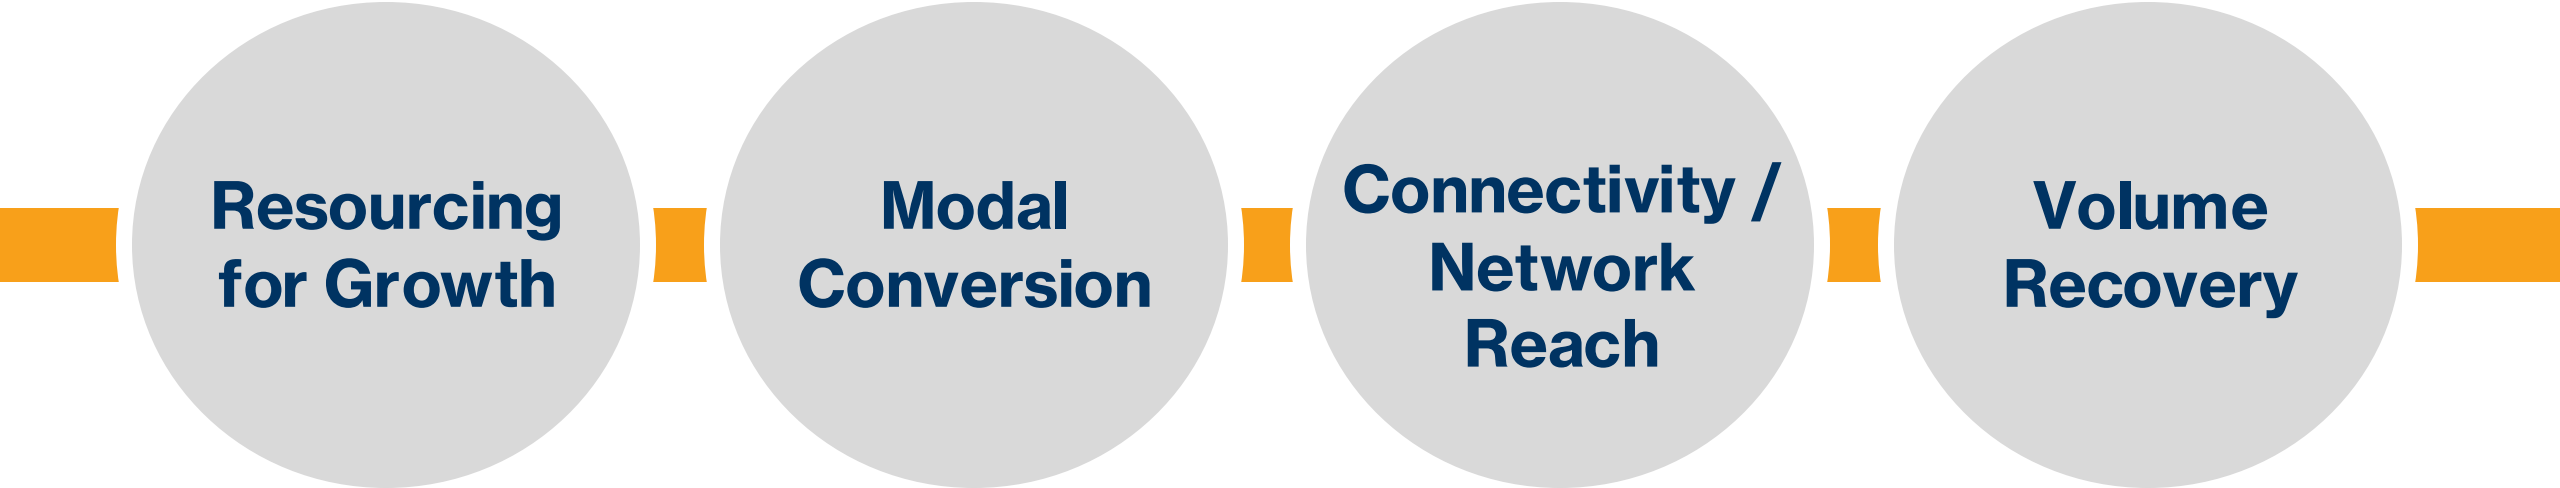 Resourcing
for Growth
Modal
Conversion
Connectivity /
Network
Reach
Volume
Recovery